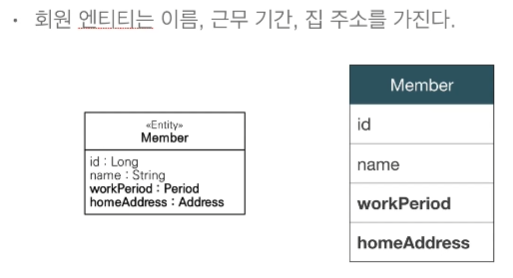 • 회원 엔티티는 이름, 근무 기간, 집 주소를 가진다.
«Entity»
Member
id : Long
name : String
workPeriod : Period
homeAddress : Address
Member
id
name
workPeriod
homeAddress